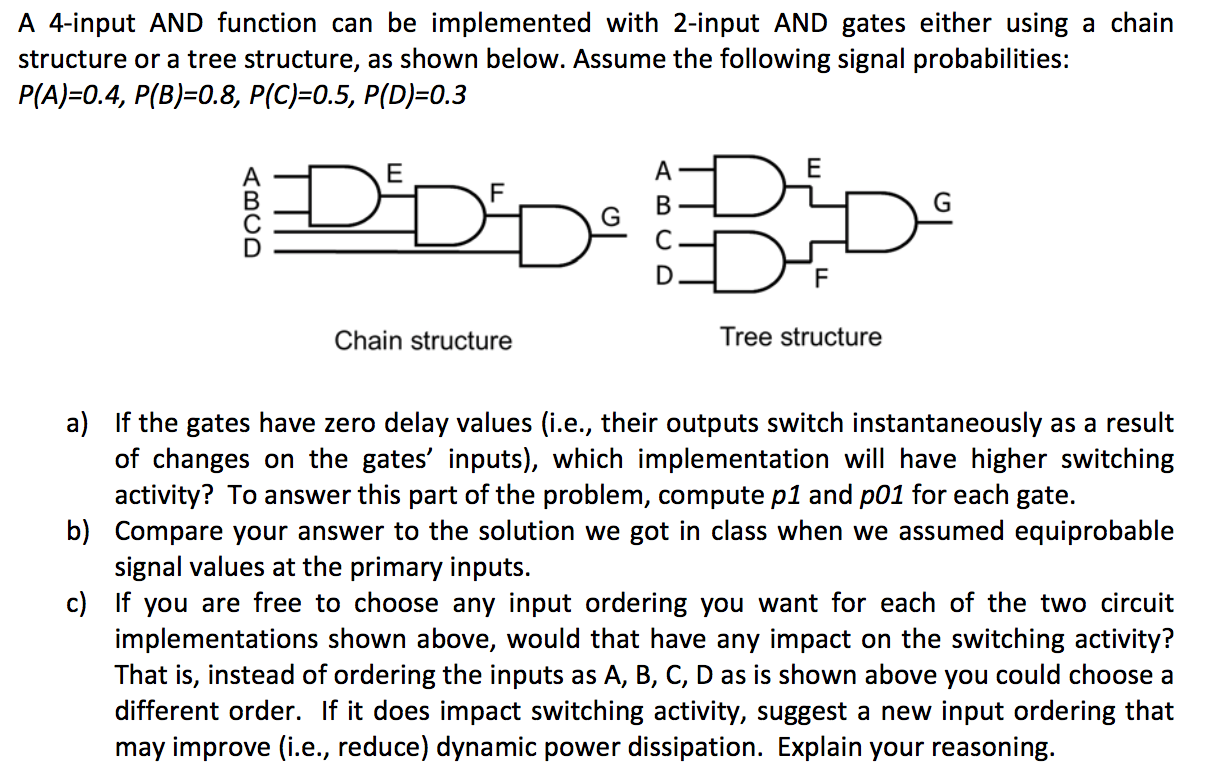 A 4-input AND function can be implemented with 2-input AND gates either using a chain
structure or a tree structure, as shown below. Assume the following signal probabilities:
P(A)=0.4, P(B)=0.8, P(C)=0.5, P(D)=0.3
A
B
C
D
E
F
G
Chain structure
A
B
C
D
E
F
G
Tree structure
a) If the gates have zero delay values (i.e., their outputs switch instantaneously as a result
of changes on the gates' inputs), which implementation will have higher switching
activity? To answer this part of the problem, compute p1 and p01 for each gate.
b) Compare your answer to the solution we got in class when we assumed equiprobable
signal values at the primary inputs.
c) If you are free to choose any input ordering you want for each of the two circuit
implementations shown above, would that have any impact on the switching activity?
That is, instead of ordering the inputs as A, B, C, D as is shown above you could choose a
different order. If it does impact switching activity, suggest a new input ordering that
may improve (i.e., reduce) dynamic power dissipation. Explain your reasoning.